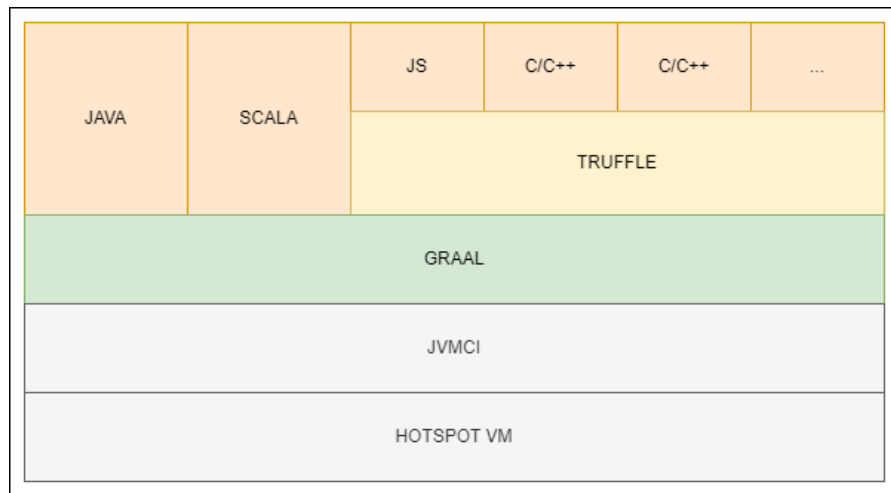 JS
C/C++
C/C++
...
JAVA
SCALA
TRUFFLE
GRAAL
JVMCI
HOTSPOT VM